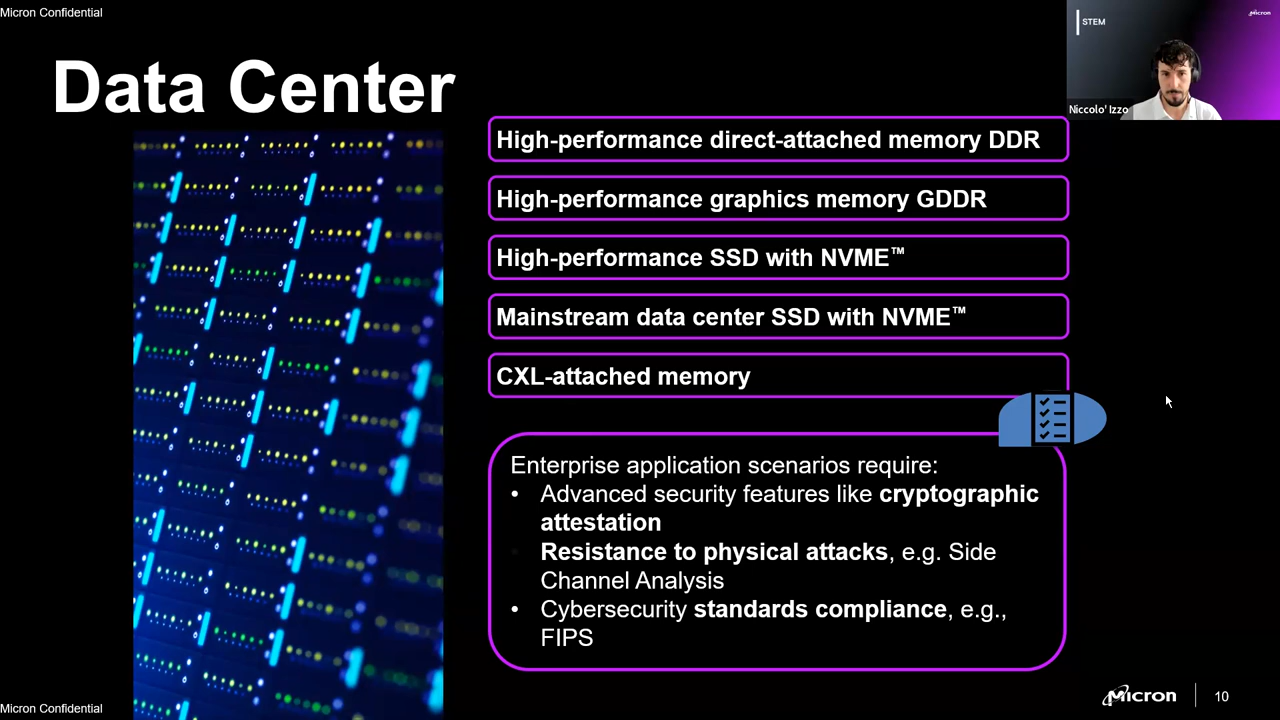 Micron Confidential
Micron
STEM
Niccolo' Izzo
Data Center
High-performance direct-attached memory DDR
High-performance graphics memory GDDR
High-performance SSD with NVME™
Mainstream data center SSD with NVME™
CXL-attached memory
Enterprise application scenarios require:
• Advanced security features like cryptographic
attestation
• Resistance to physical attacks, e.g. Side
Channel Analysis
• Cybersecurity standards compliance, e.g.,
FIPS
Micron Confidential
Micron
10